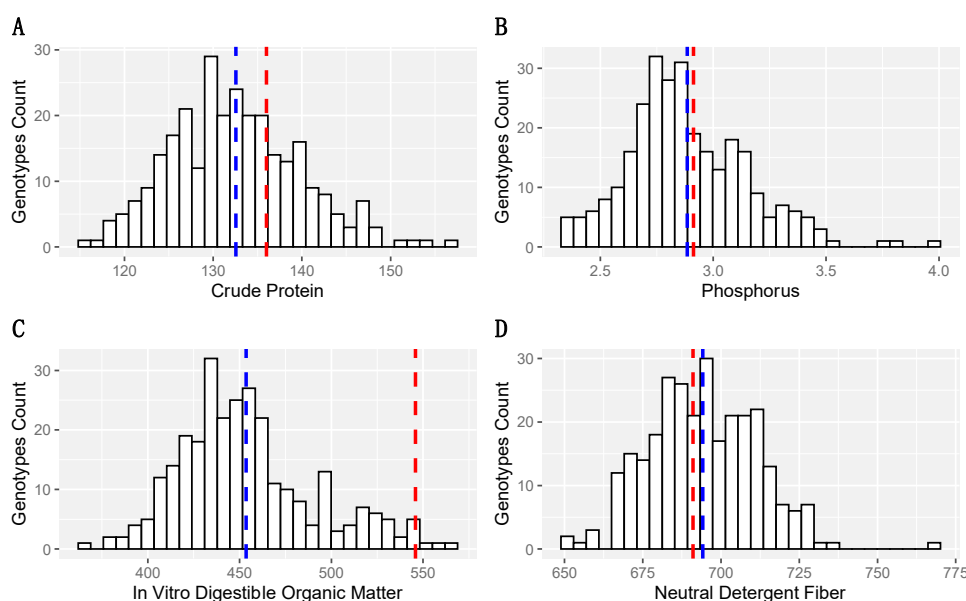 A
Genotypes Count
30
20
10
0
120
130
140
150
Crude Protein
B
Genotypes Count
30
20
10
0
2.5
3.0
3.5
4.0
Phosphorus
C
Genotypes Count
30
20
10
0
400
450
500
550
In Vitro Digestible Organic Matter
D
Genotypes Count
30
20
10
0
650
675
700
725
750
775
Neutral Detergent Fiber